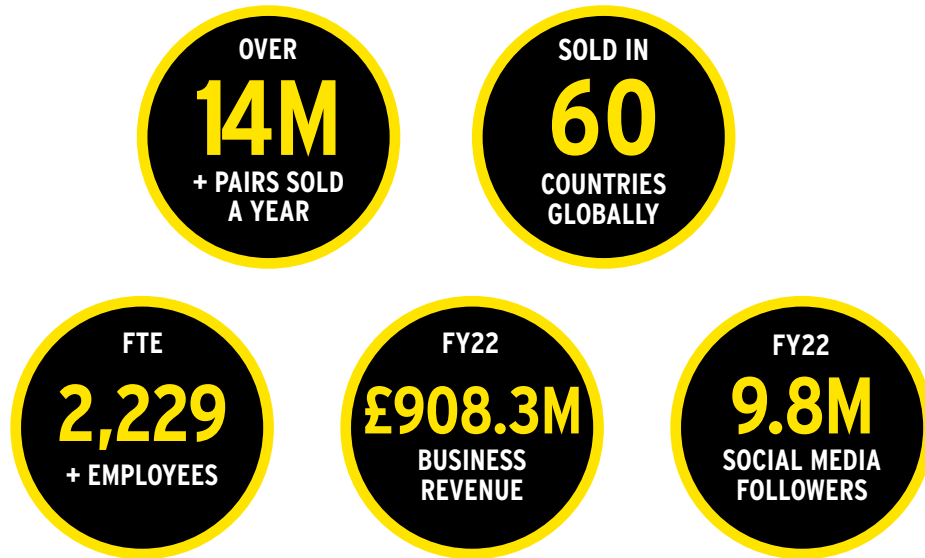 OVER
14M
+ PAIRS SOLD
A YEAR
SOLD IN
60
COUNTRIES
GLOBALLY
FTE
2,229
+ EMPLOYEES
FY22
£908.3M
BUSINESS
REVENUE
FY22
9.8M
SOCIAL MEDIA
FOLLOWERS